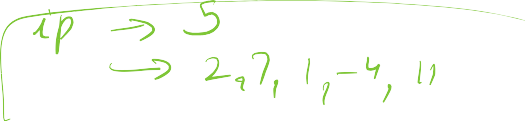 ip → 5
→ 2, 7, 1, -4, 11